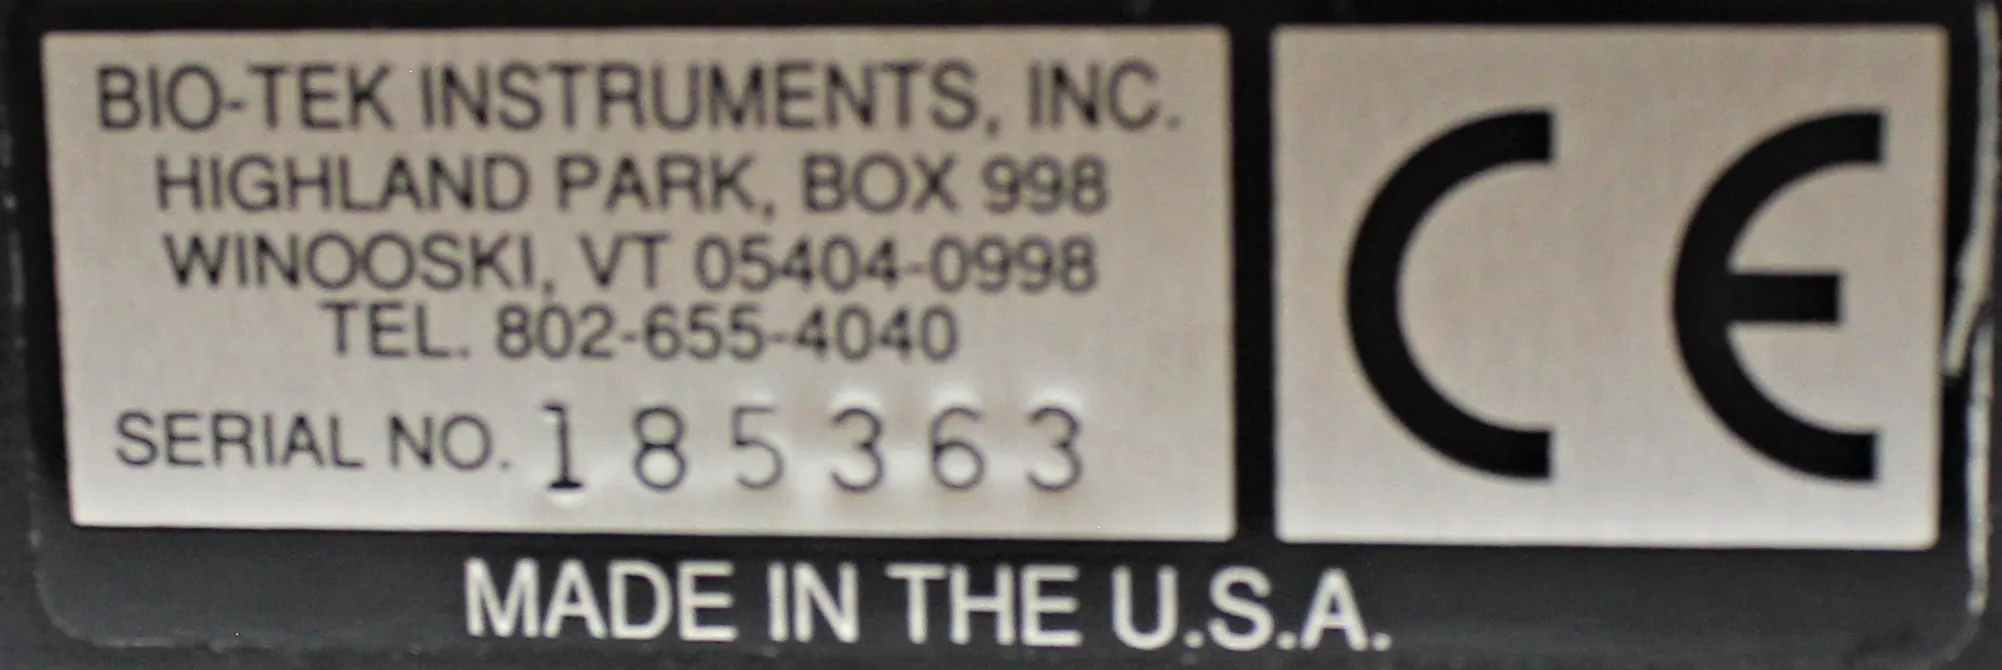 BIO-TEK INSTRUMENTS, INC.
HIGHLAND PARK, BOX 998
WINOOSKI, VT 05404-0998
TEL. 802-655-4040
SERIAL NO. 185363
CE
MADE IN THE U.S.A.